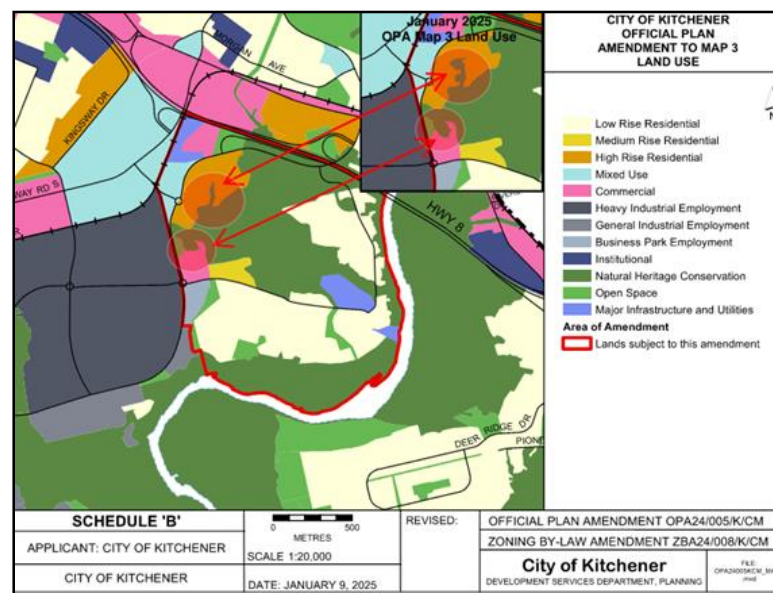 January 2025
OPA Map 3 Land Use
CITY OF KITCHENER
OFFICIAL PLAN
AMENDMENT TO MAP 3
LAND USE
MORGAN AVE
KINGSWAY DR
WAY RD S
HWY 8
DEER RIDGE DR
Low Rise Residential
Medium Rise Residential
High Rise Residential
Mixed Use
Commercial
Heavy Industrial Employment
General Industrial Employment
Business Park Employment
Institutional
Natural Heritage Conservation
Open Space
Major Infrastructure and Utilities
Area of Amendment
Lands subject to this amendment
SCHEDULE 'B'
APPLICANT: CITY OF KITCHENER
CITY OF KITCHENER
0 500
METRES
SCALE 1:20,000
DATE: JANUARY 9, 2025
REVISED:
OFFICIAL PLAN AMENDMENT OPA24/005/K/CM
ZONING BY-LAW AMENDMENT ZBA24/008/K/CM
City of Kitchener
DEVELOPMENT SERVICES DEPARTMENT, PLANNING
FILE: